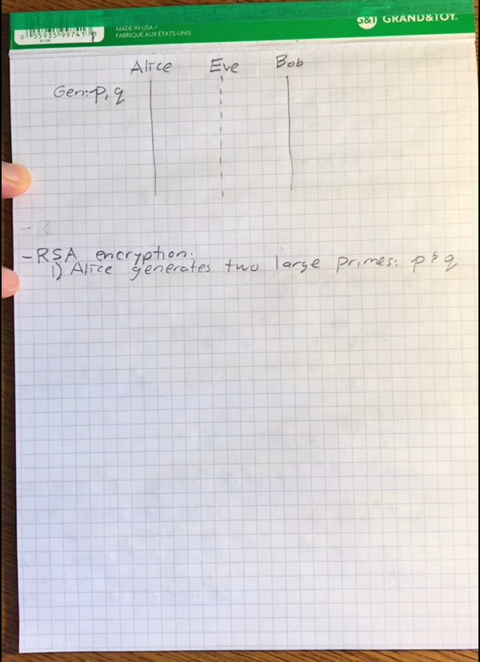 MADE IN USA /
FABRIQUÉ AUX ÉTATS-UNIS
G&T GRAND&TOY.
Alice Eve Bob
Gen: p, q
-RSA encryption:
1) Alice generates two large primes: p & q